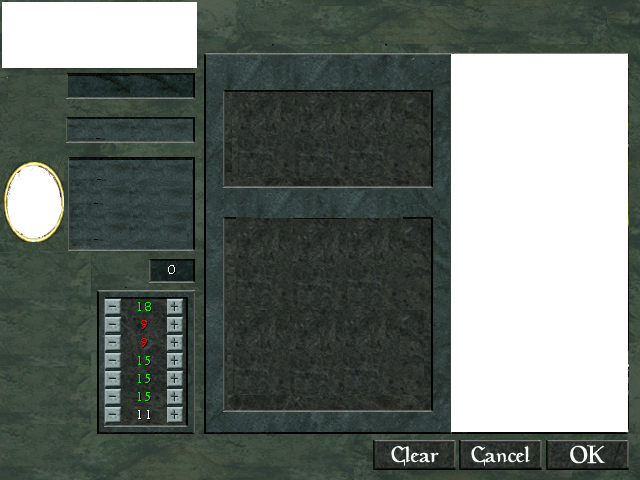 0
- 18 +
- 9 +
- 9 +
- 15 +
- 15 +
- 15 +
- 11 +
Clear Cancel OK